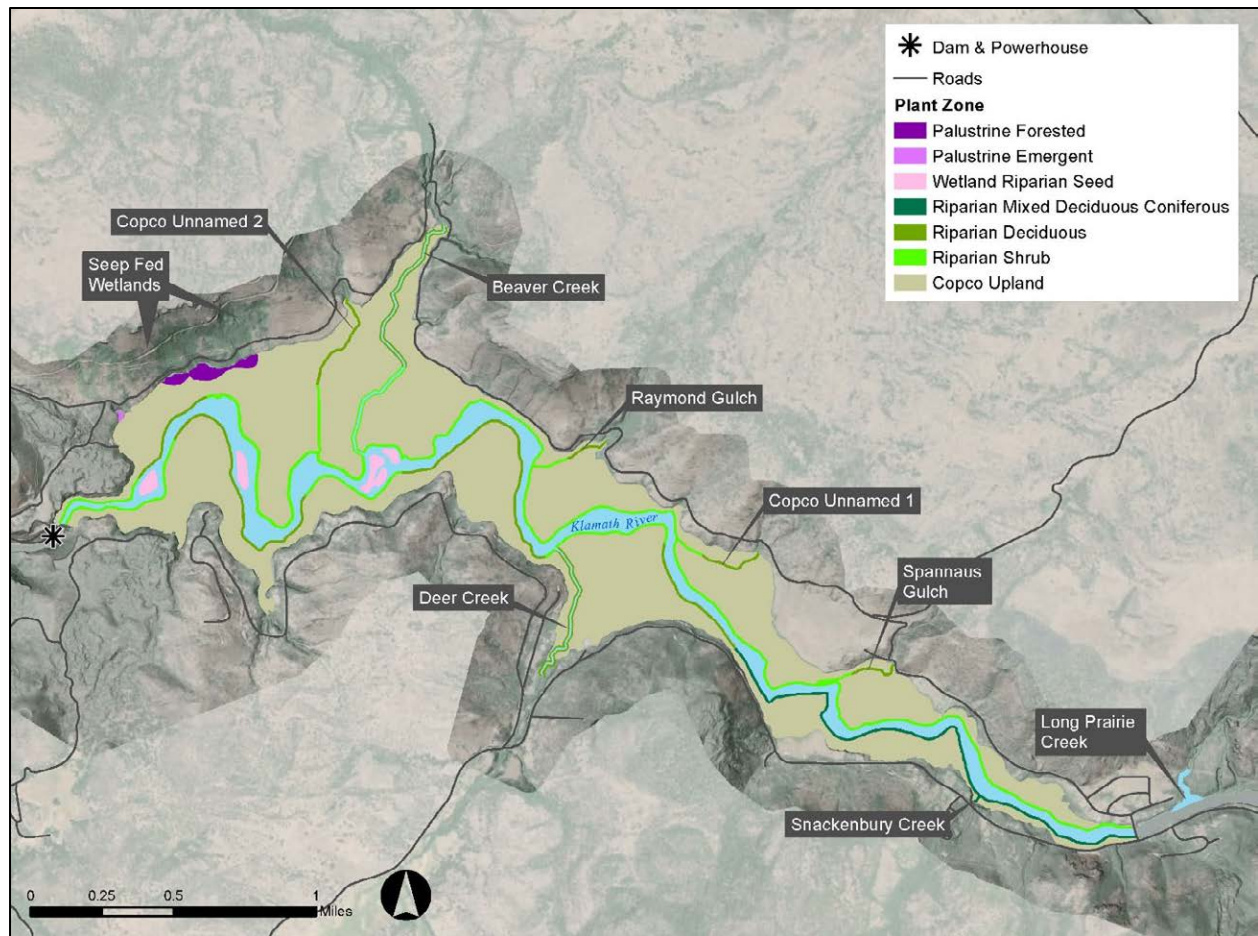 Dam & Powerhouse
Roads
Plant Zone
Palustrine Forested
Palustrine Emergent
Wetland Riparian Seed
Riparian Mixed Deciduous Coniferous
Riparian Deciduous
Riparian Shrub
Copco Upland
Copco Unnamed 2
Seep Fed
Wetlands
Beaver Creek
Raymond Gulch
Copco Unnamed 1
Klamath River
Spannaus
Gulch
Deer Creek
Long Prairie
Creek
Snackenbury Creek
0 0.25 0.5 1
Miles